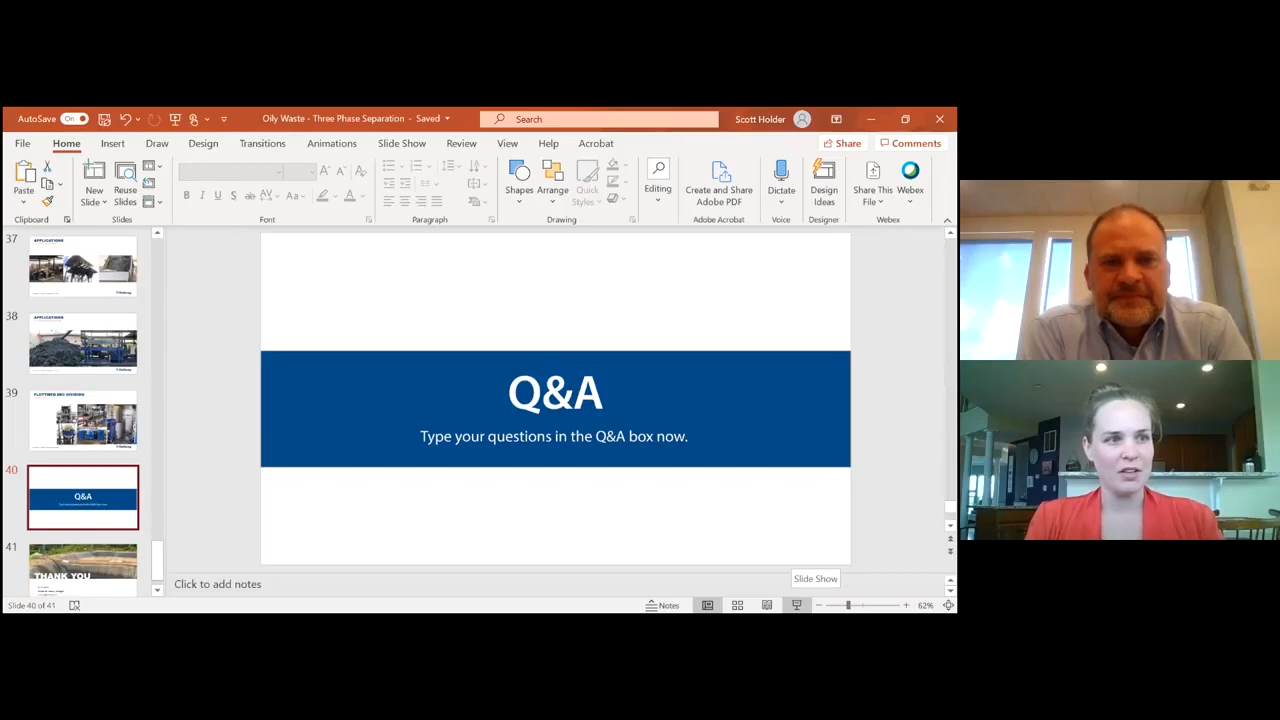 AutoSave On Oily Waste - Three Phase Separation - Saved Search Scott Holder
File Home Insert Draw Design Transitions Animations Slide Show Review View Help Acrobat Share Comments
Paste New Slide Reuse Slides Shapes Arrange Quick Styles Editing Create and Share Adobe PDF Dictate Design Ideas Share This File Webex
Clipboard Slides Font Paragraph Drawing Adobe Acrobat Voice Designer Webex
37
APPLICATIONS
38
APPLICATIONS
39
FLOTTWEG DIVISION
40
Q&A
41
THANK YOU
Q&A
Type your questions in the Q&A box now.
Click to add notes
Slide Show
Slide 40 of 41 Notes 62%